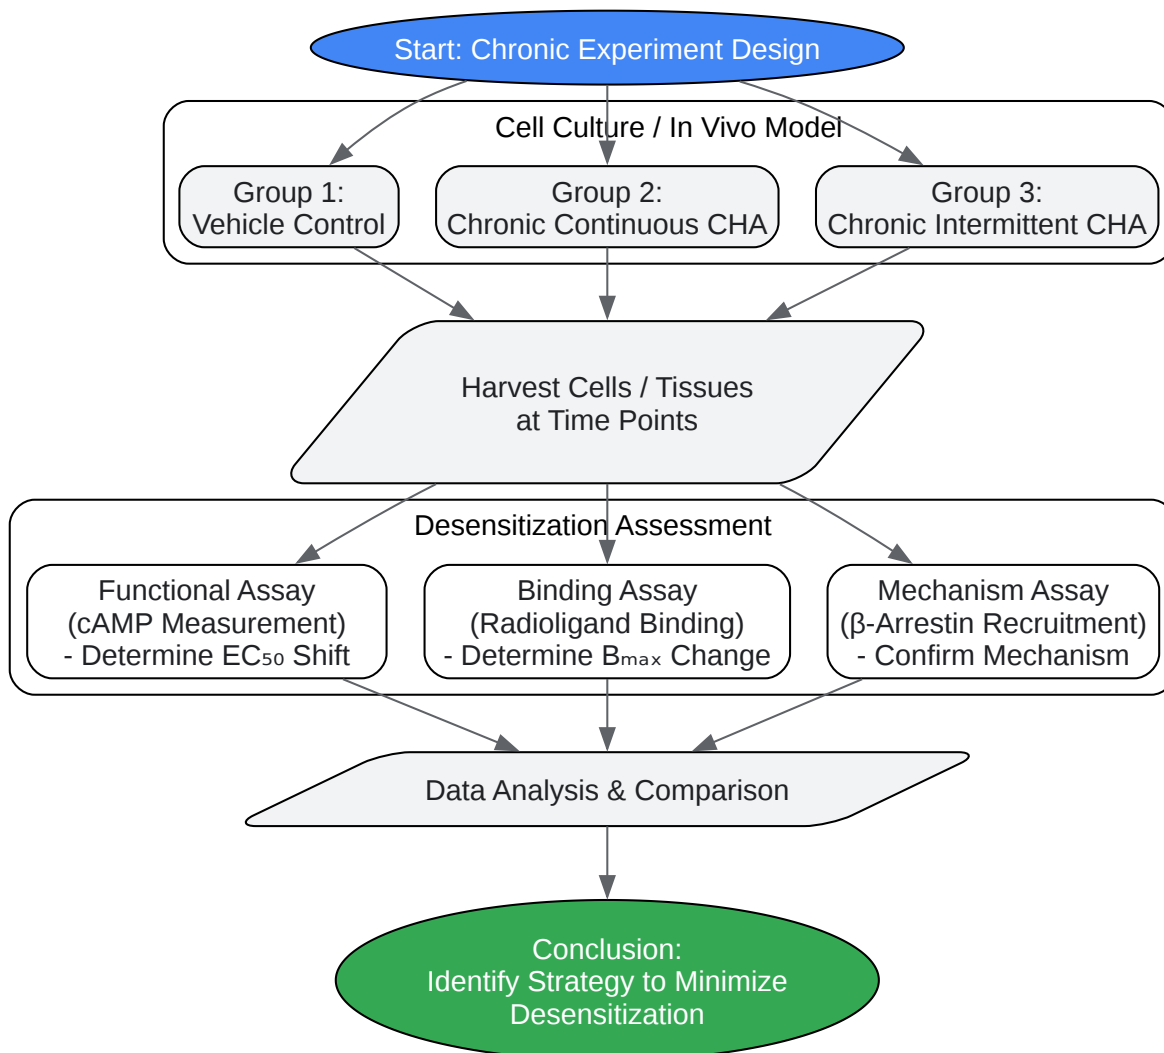 Start: Chronic Experiment Design
Cell Culture / In Vivo Model
Group 1:
Vehicle Control
Group 2:
Chronic Continuous CHA
Group 3:
Chronic Intermittent CHA
Harvest Cells / Tissues
at Time Points
Desensitization Assessment
Functional Assay
(cAMP Measurement)
- Determine EC₅₀ Shift
Binding Assay
(Radioligand Binding)
- Determine Bₘₐₓ Change
Mechanism Assay
(β-Arrestin Recruitment)
- Confirm Mechanism
Data Analysis & Comparison
Conclusion:
Identify Strategy to Minimize
Desensitization